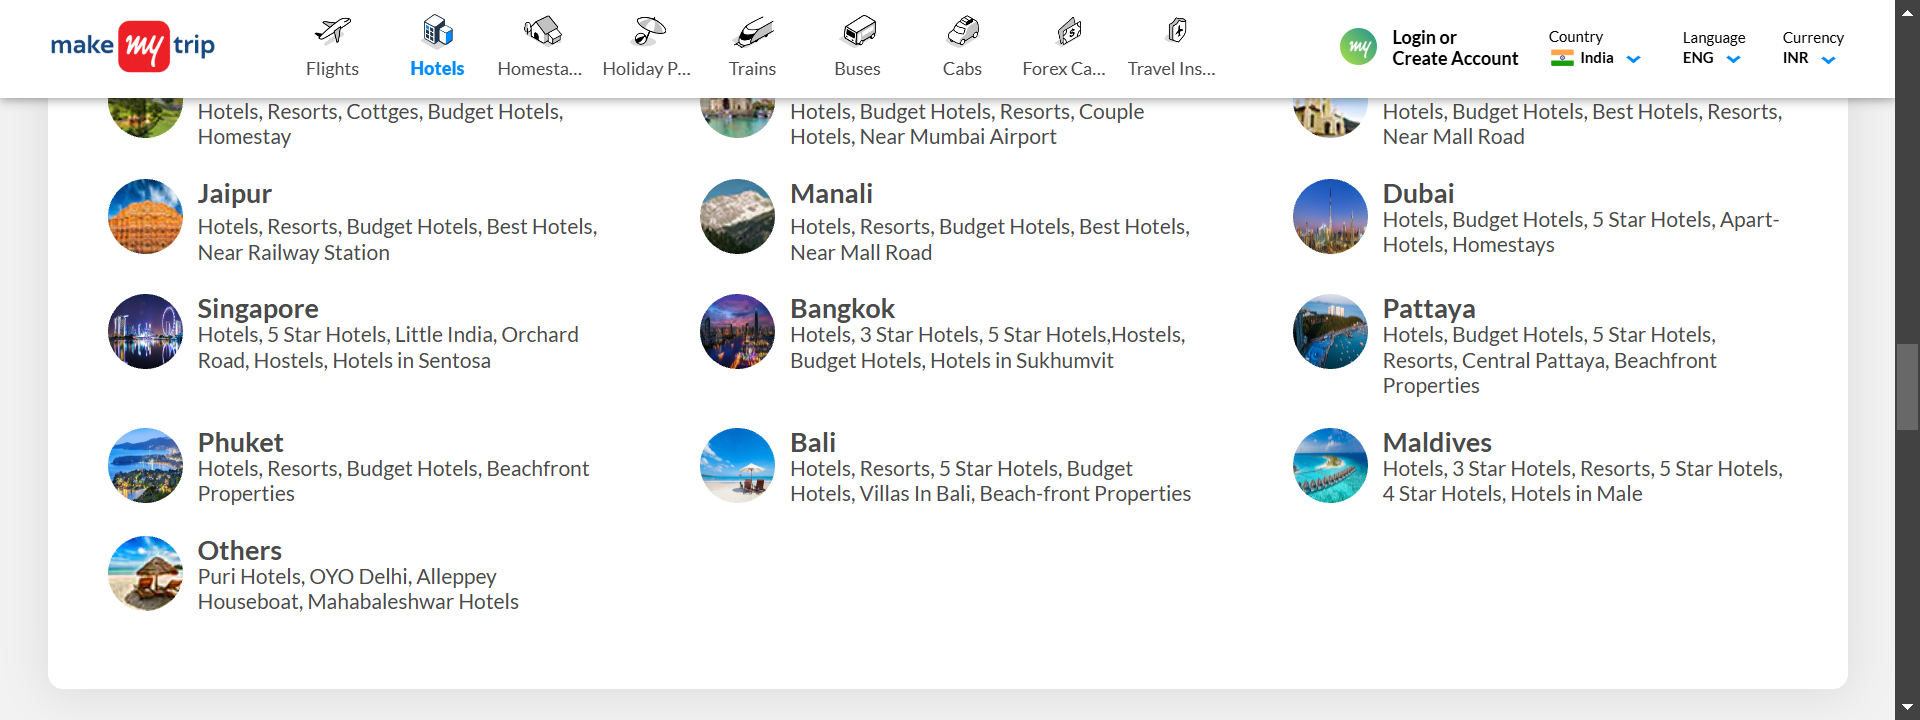 make my trip
Flights
Hotels
Homesta...
Holiday P...
Trains
Buses
Cabs
Forex Ca...
Travel Ins...
my
Login or
Create Account
Country
India
Language
ENG
Currency
INR
Hotels, Resorts, Cottges, Budget Hotels,
Homestay
Hotels, Budget Hotels, Resorts, Couple
Hotels, Near Mumbai Airport
Hotels, Budget Hotels, Best Hotels, Resorts,
Near Mall Road
Jaipur
Hotels, Resorts, Budget Hotels, Best Hotels,
Near Railway Station
Manali
Hotels, Resorts, Budget Hotels, Best Hotels,
Near Mall Road
Dubai
Hotels, Budget Hotels, 5 Star Hotels, Apart-
Hotels, Homestays
Singapore
Hotels, 5 Star Hotels, Little India, Orchard
Road, Hostels, Hotels in Sentosa
Bangkok
Hotels, 3 Star Hotels, 5 Star Hotels,Hostels,
Budget Hotels, Hotels in Sukhumvit
Pattaya
Hotels, Budget Hotels, 5 Star Hotels,
Resorts, Central Pattaya, Beachfront
Properties
Phuket
Hotels, Resorts, Budget Hotels, Beachfront
Properties
Bali
Hotels, Resorts, 5 Star Hotels, Budget
Hotels, Villas In Bali, Beach-front Properties
Maldives
Hotels, 3 Star Hotels, Resorts, 5 Star Hotels,
4 Star Hotels, Hotels in Male
Others
Puri Hotels, OYO Delhi, Alleppey
Houseboat, Mahabaleshwar Hotels